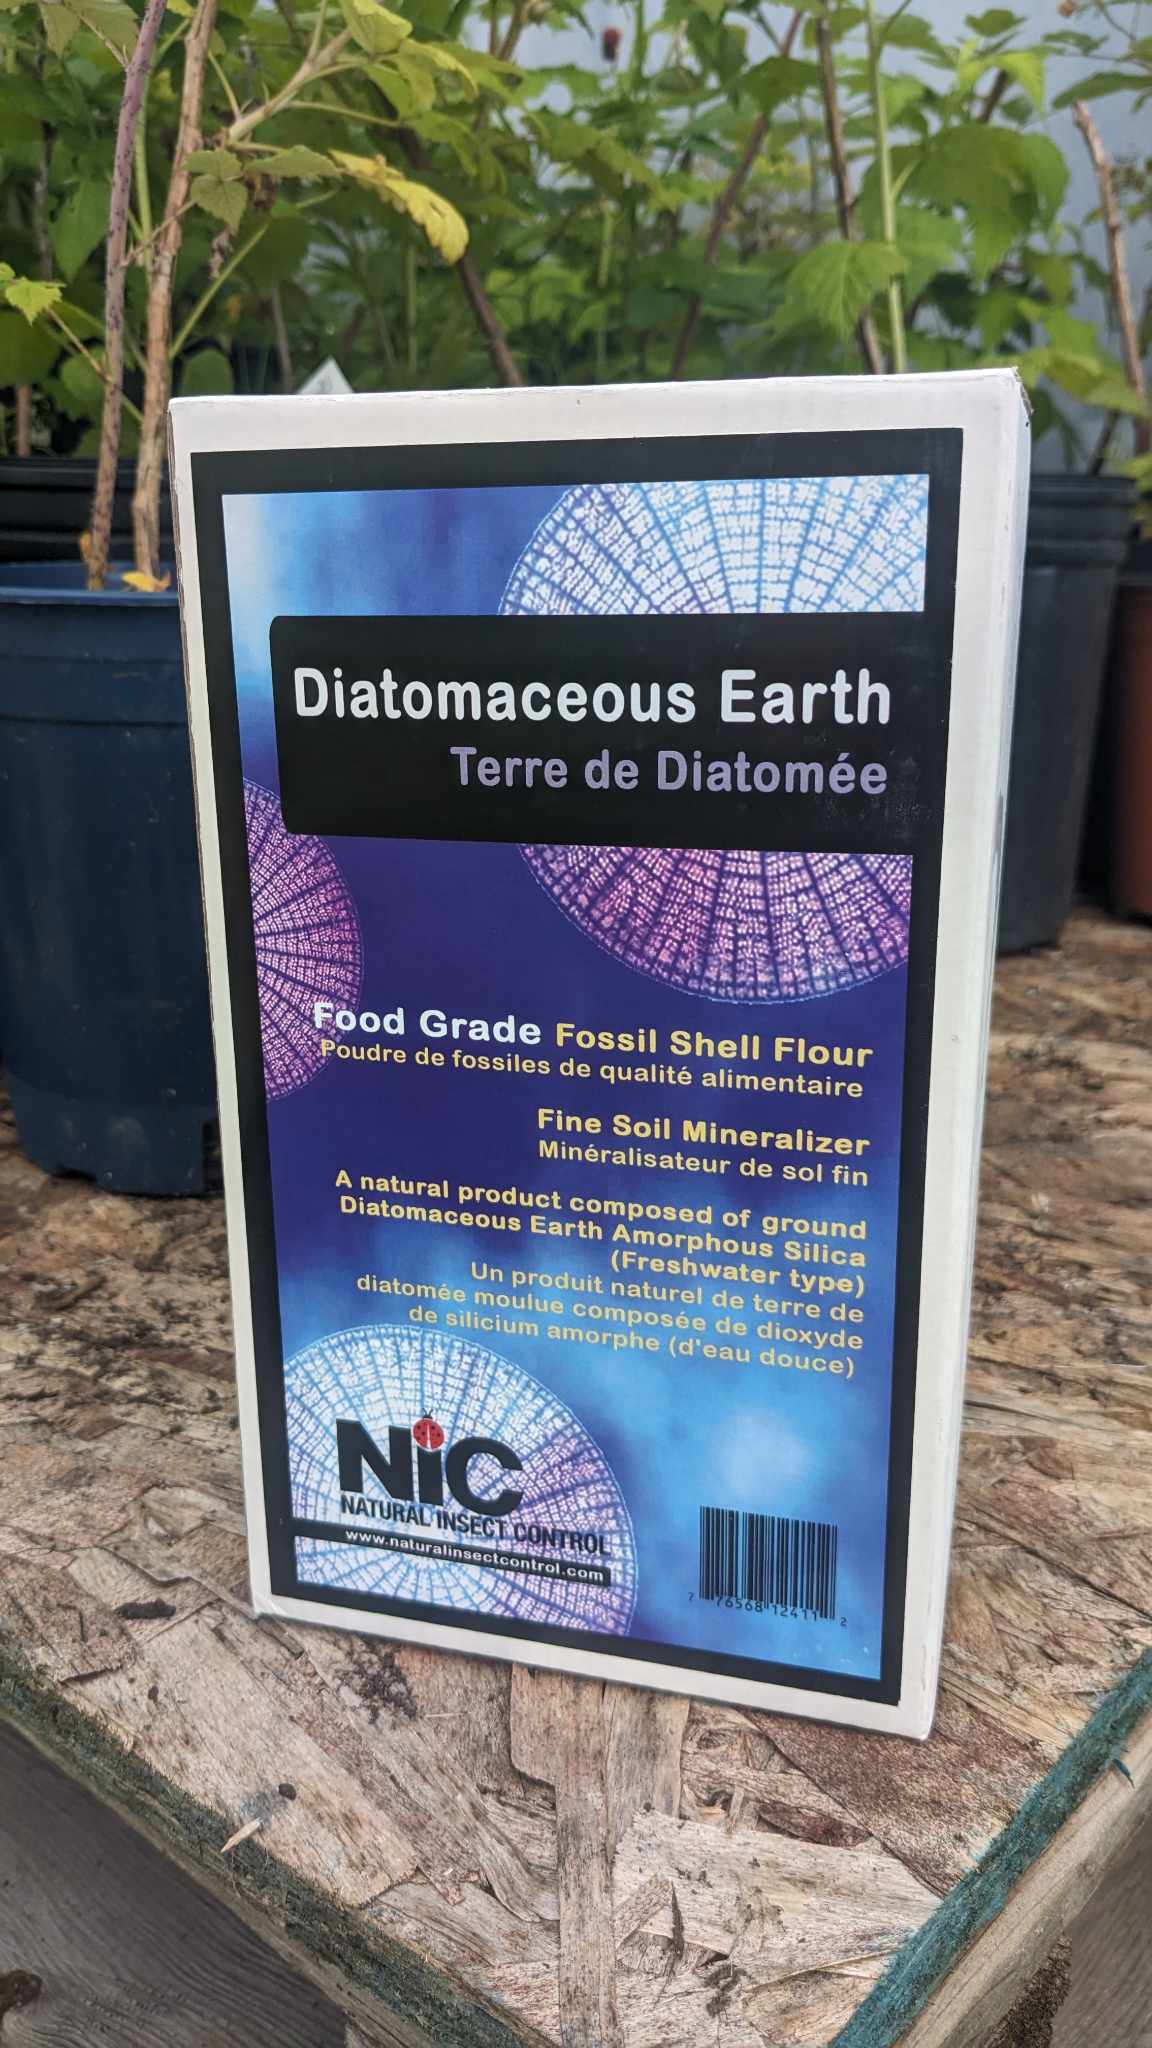 Diatomaceous Earth
Terre de Diatomée
Food Grade Fossil Shell Flour
Poudre de fossiles de qualité alimentaire
Fine Soil Mineralizer
Minéralisateur de sol fin
A natural product composed of ground
Diatomaceous Earth Amorphous Silica
(Freshwater type)
Un produit naturel de terre de
diatomée moulue composée de dioxyde
de silicium amorphe (d'eau douce)
NiC
NATURAL INSECT CONTROL
www.naturalinsectcontrol.com
7 76568 12411 2